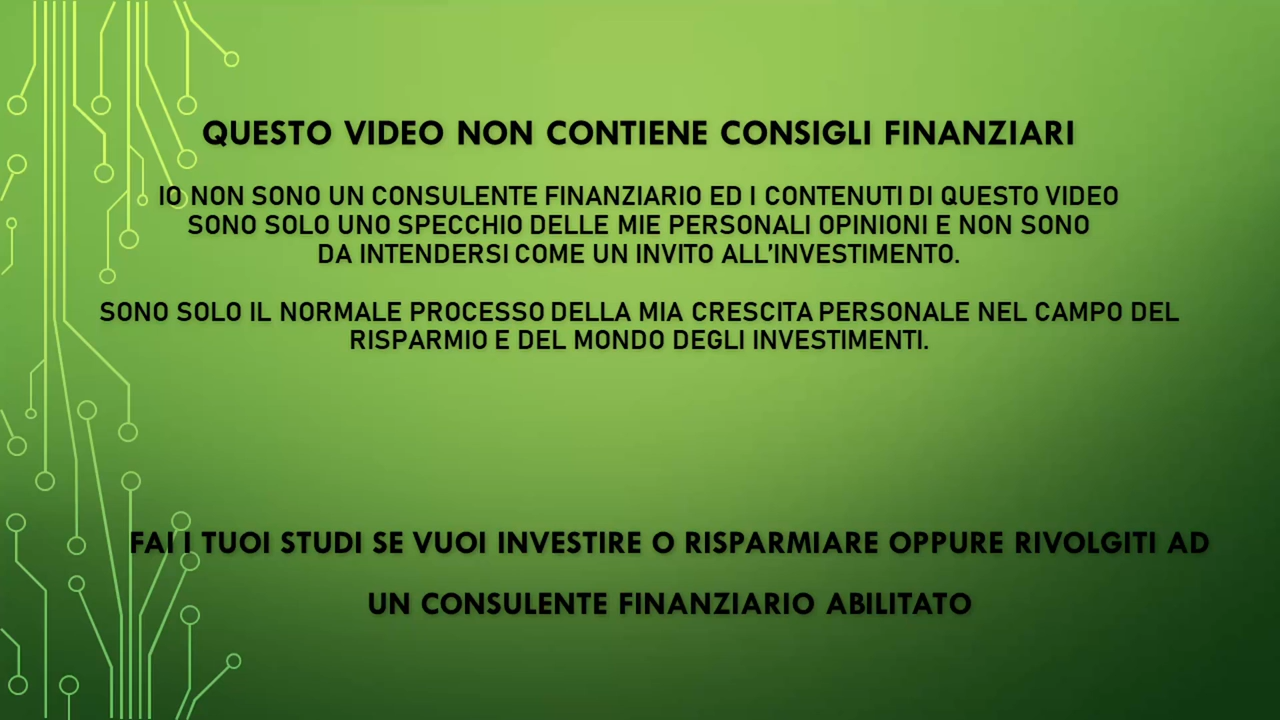 QUESTO VIDEO NON CONTIENE CONSIGLI FINANZIARI
IO NON SONO UN CONSULENTE FINANZIARIO ED I CONTENUTI DI QUESTO VIDEO
SONO SOLO UNO SPECCHIO DELLE MIE PERSONALI OPINIONI E NON SONO
DA INTENDERSI COME UN INVITO ALL'INVESTIMENTO.
SONO SOLO IL NORMALE PROCESSO DELLA MIA CRESCITA PERSONALE NEL CAMPO DEL
RISPARMIO E DEL MONDO DEGLI INVESTIMENTI.
FAI I TUOI STUDI SE VUOI INVESTIRE O RISPARMIARE OPPURE RIVOLGITI AD
UN CONSULENTE FINANZIARIO ABILITATO